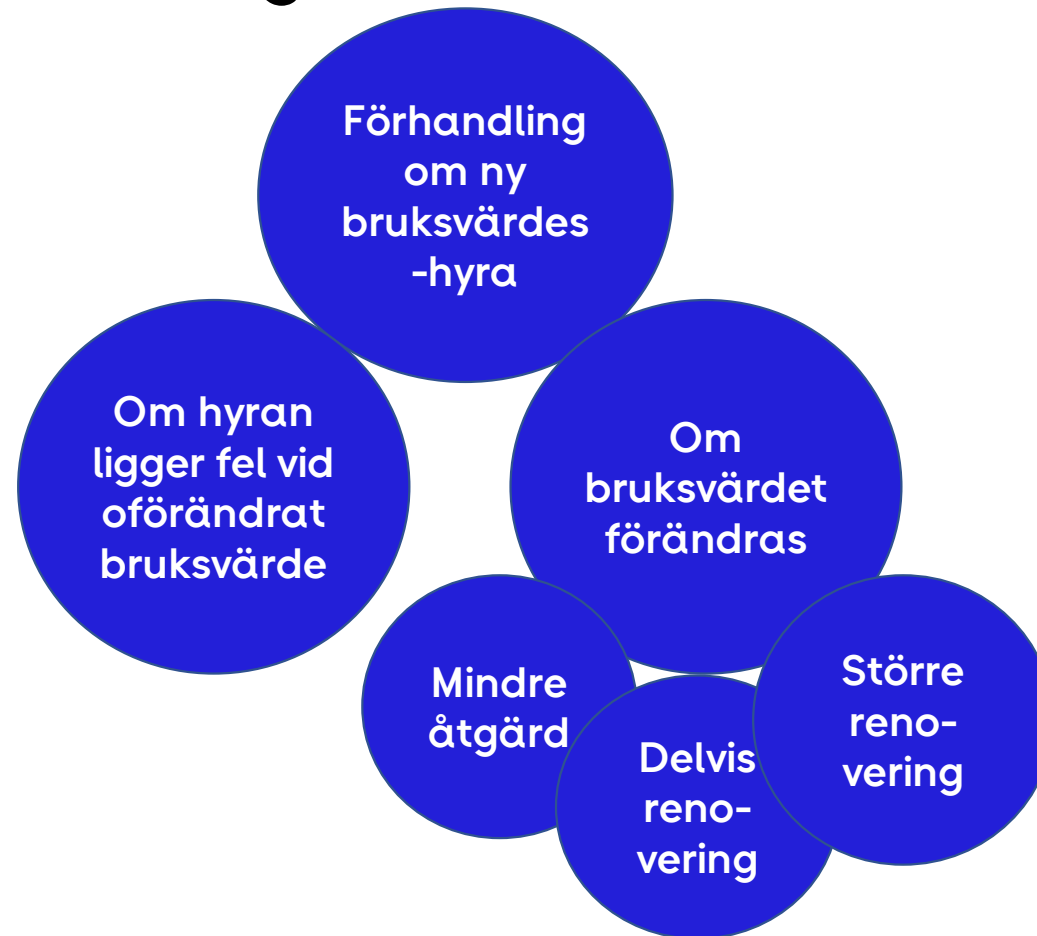 Förhandling
om ny
bruksvärdes
-hyra
Om hyran
ligger fel vid
oförändrat
bruksvärde
Om
bruksvärdet
förändras
Mindre
åtgärd
Delvis
reno-
vering
Större
reno-
vering